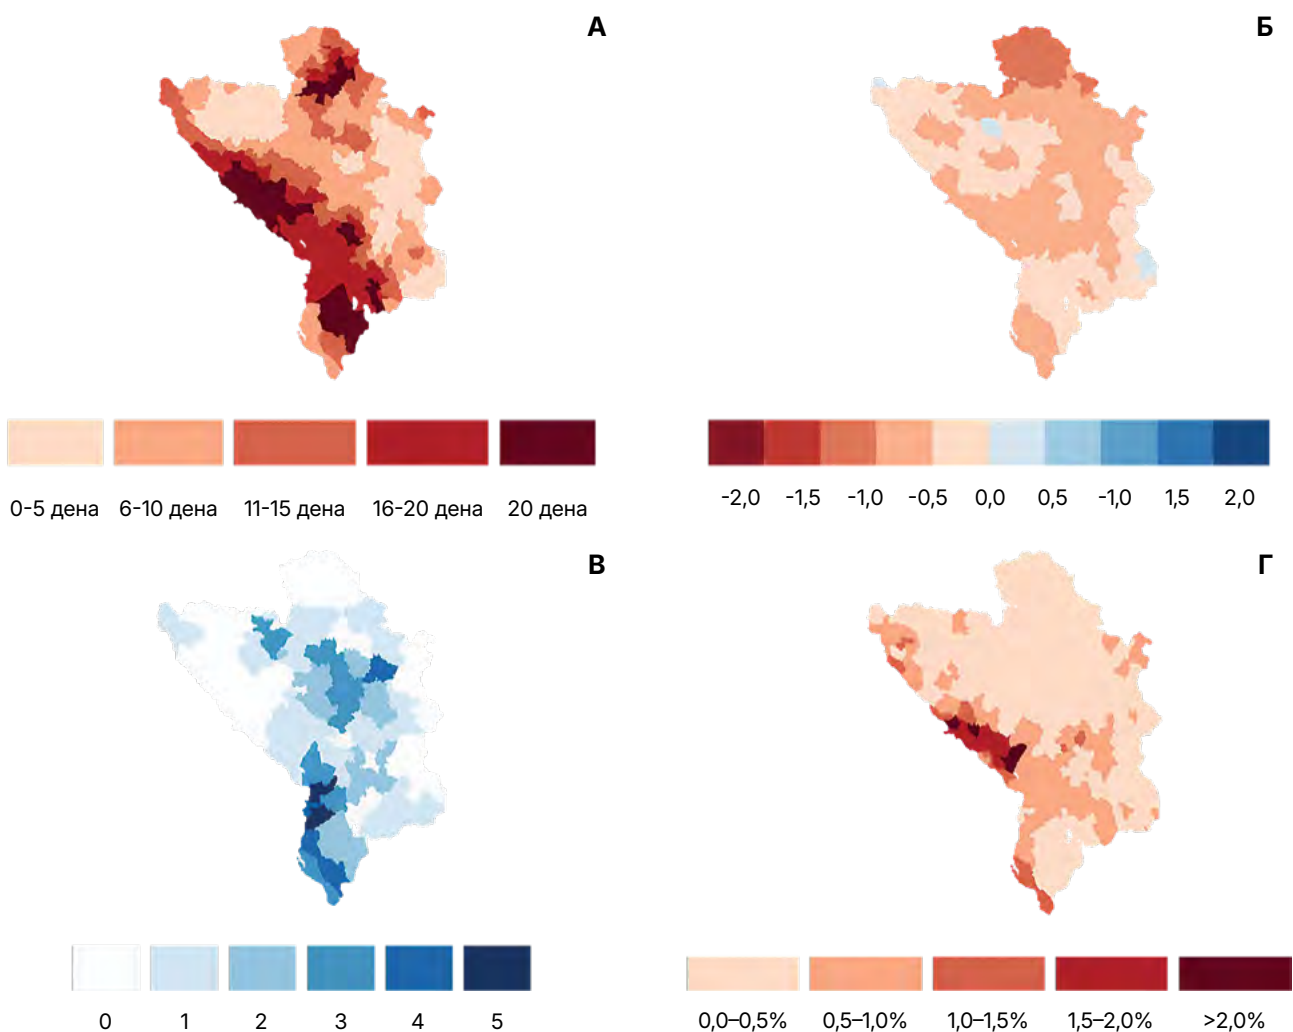 А
Б
0-5 дена 6-10 дена 11-15 дена 16-20 дена 20 дена
-2,0 -1,5 -1,0 -0,5 0,0 0,5 -1,0 1,5 2,0
В
Г
0 1 2 3 4 5
0,0–0,5% 0,5–1,0% 1,0–1,5% 1,5–2,0% >2,0%